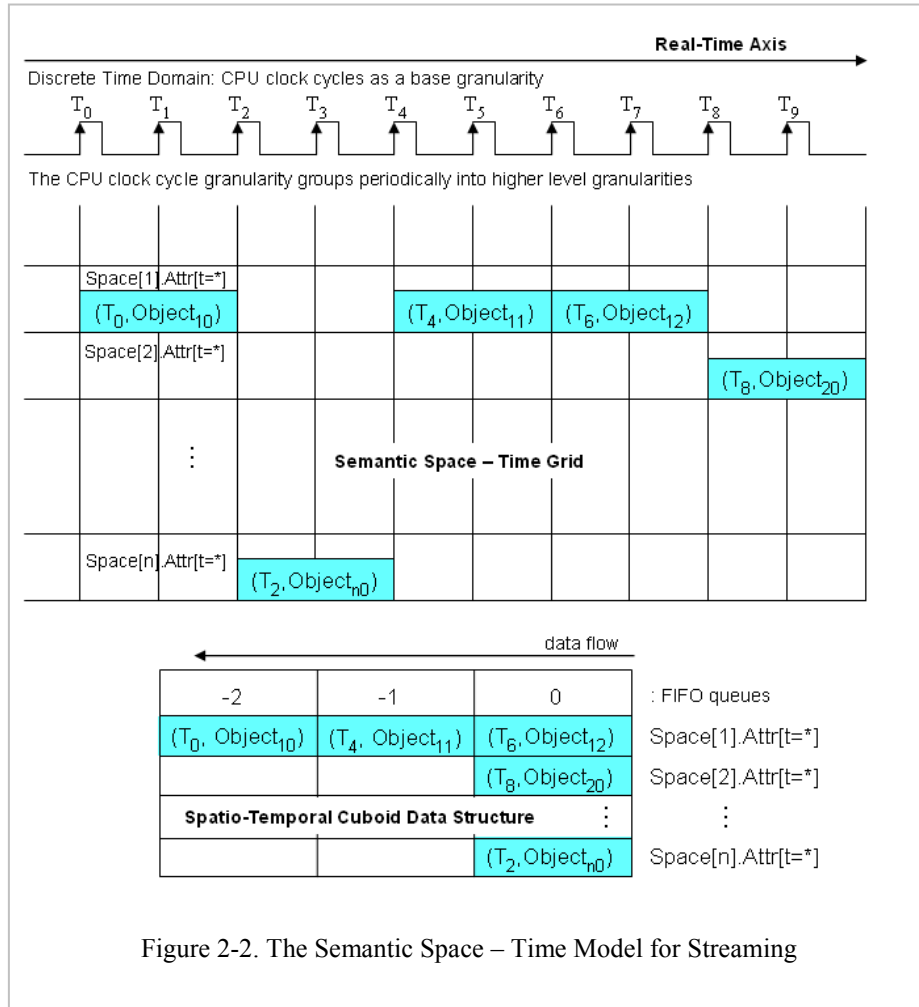 Real-Time Axis
Discrete Time Domain: CPU clock cycles as a base granularity
T0 T1 T2 T3 T4 T5 T6 T7 T8 T9
The CPU clock cycle granularity groups periodically into higher level granularities
Space[1].Attr[t=*]
(T0,Object10) (T4,Object11) (T6,Object12)
Space[2].Attr[t=*]
(T8,Object20)
⋮
Semantic Space – Time Grid
Space[n].Attr[t=*]
(T2,Objectn0)
data flow
-2 -1 0 : FIFO queues
(T0, Object10) (T4, Object11) (T6,Object12) Space[1].Attr[t=*]
(T8,Object20) Space[2].Attr[t=*]
Spatio-Temporal Cuboid Data Structure ⋮ ⋮
(T2,Objectn0) Space[n].Attr[t=*]
Figure 2-2. The Semantic Space – Time Model for Streaming